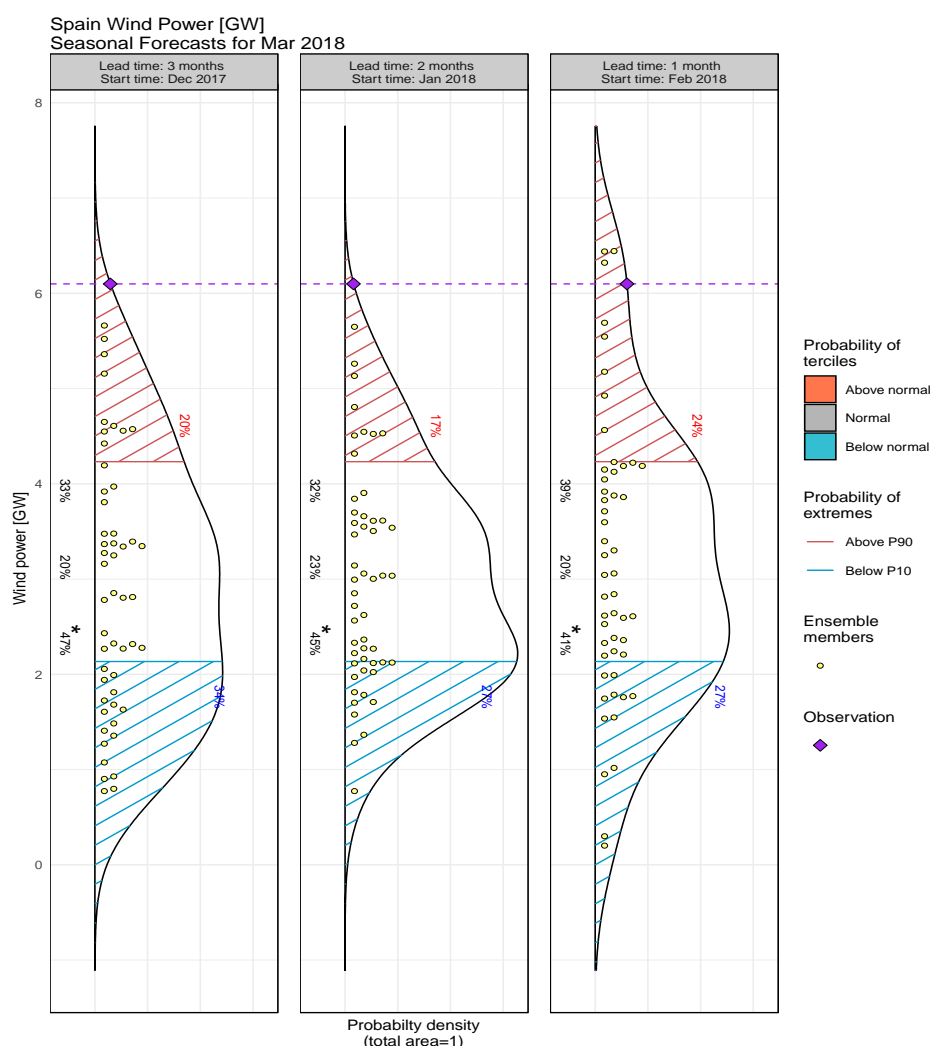 Spain Wind Power [GW]
Seasonal Forecasts for Mar 2018
Lead time: 3 months
Start time: Dec 2017
Lead time: 2 months
Start time: Jan 2018
Lead time: 1 month
Start time: Feb 2018
Wind power [GW]
8
6
4
2
0
20%
33%
20%
*
47%
34%
17%
32%
23%
*
45%
27%
24%
39%
20%
*
41%
27%
Probabilty density
(total area=1)
Probability of
terciles
Above normal
Normal
Below normal
Probability of
extremes
Above P90
Below P10
Ensemble
members
Observation